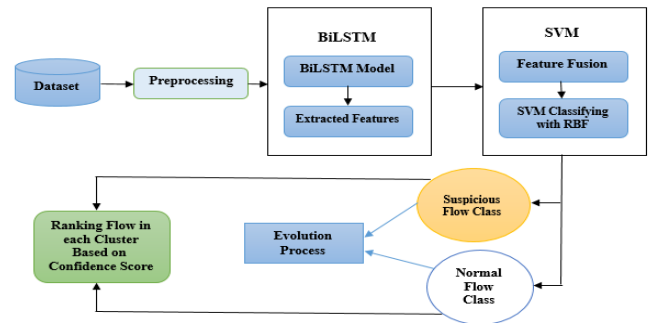 BiLSTM
SVM
Dataset
Preprocessing
BiLSTM Model
Extracted Features
Feature Fusion
SVM Classifying
with RBF
Suspicious
Flow Class
Evolution
Process
Normal
Flow
Class
Ranking Flow in
each Cluster
Based on
Confidence Score